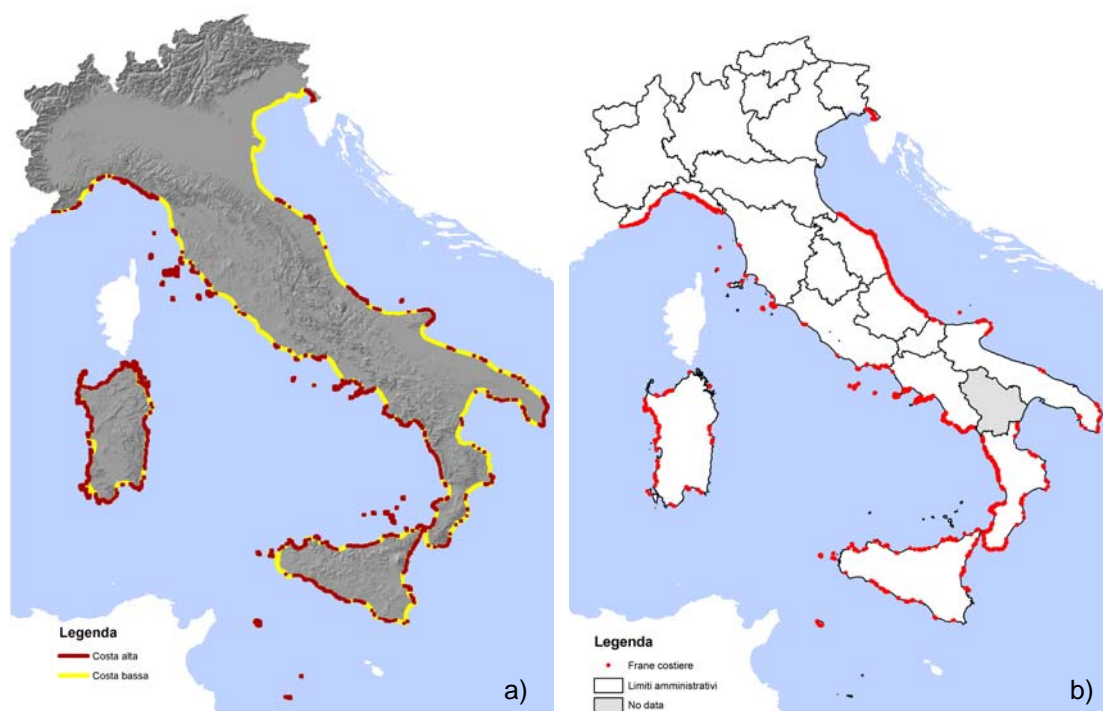 Legenda
Costa alta
Costa bassa
a)
Legenda
Frane costiere
Limiti amministrativi
No data
b)